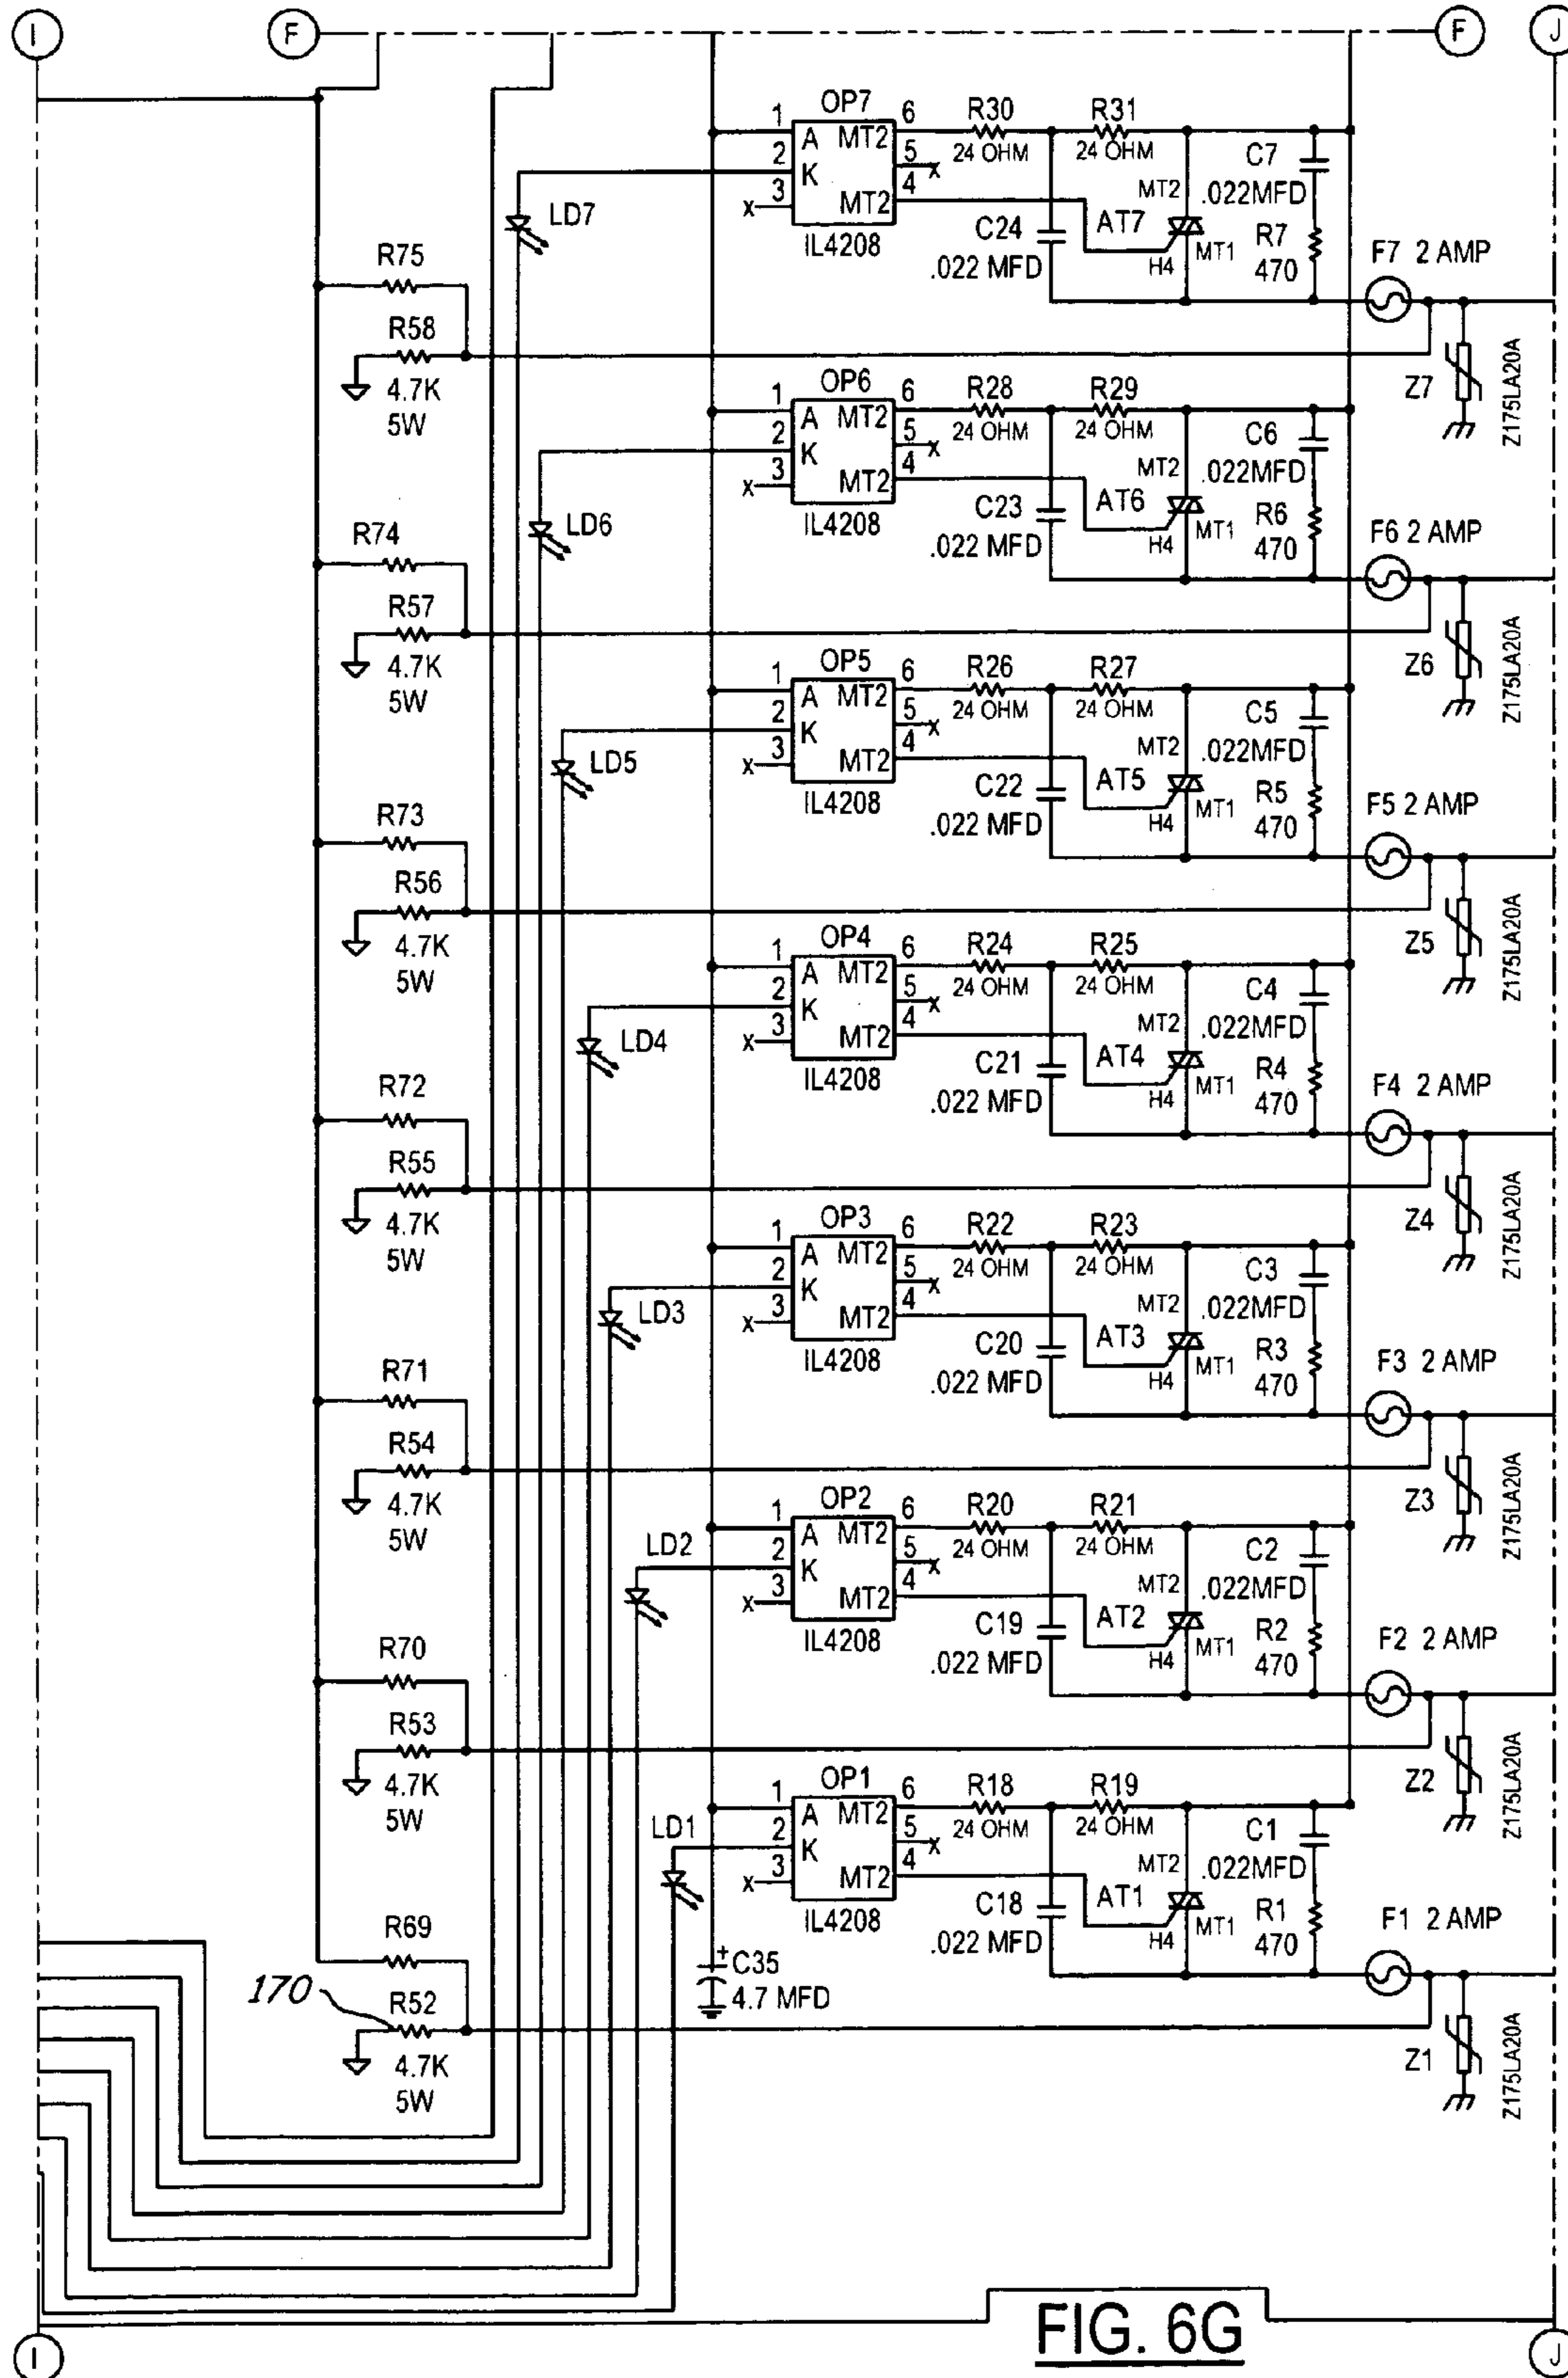 I F F J
OP7
1 A MT2 6 R30 R31
24 OHM 24 OHM
2 K 5 x
C7
.022MFD
x 3 MT2 4
MT2
LD7
IL4208
C24
.022 MFD
AT7
H4
MT1
R7
470
F7 2 AMP
R75
R58
4.7K
5W
Z7
Z175LA20A
OP6
1 A MT2 6 R28 R29
24 OHM 24 OHM
2 K 5 x
C6
.022MFD
x 3 MT2 4
MT2
LD6
IL4208
C23
.022 MFD
AT6
H4
MT1
R6
470
F6 2 AMP
R74
R57
4.7K
5W
Z6
Z175LA20A
OP5
1 A MT2 6 R26 R27
24 OHM 24 OHM
2 K 5 x
C5
.022MFD
x 3 MT2 4
MT2
LD5
IL4208
C22
.022 MFD
AT5
H4
MT1
R5
470
F5 2 AMP
R73
R56
4.7K
5W
Z5
Z175LA20A
OP4
1 A MT2 6 R24 R25
24 OHM 24 OHM
2 K 5 x
C4
.022MFD
x 3 MT2 4
MT2
LD4
IL4208
C21
.022 MFD
AT4
H4
MT1
R4
470
F4 2 AMP
R72
R55
4.7K
5W
Z4
Z175LA20A
OP3
1 A MT2 6 R22 R23
24 OHM 24 OHM
2 K 5 x
C3
.022MFD
x 3 MT2 4
MT2
LD3
IL4208
C20
.022 MFD
AT3
H4
MT1
R3
470
F3 2 AMP
R71
R54
4.7K
5W
Z3
Z175LA20A
OP2
1 A MT2 6 R20 R21
24 OHM 24 OHM
2 K 5 x
C2
.022MFD
x 3 MT2 4
MT2
LD2
IL4208
C19
.022 MFD
AT2
H4
MT1
R2
470
F2 2 AMP
R70
R53
4.7K
5W
Z2
Z175LA20A
OP1
1 A MT2 6 R18 R19
24 OHM 24 OHM
2 K 5 x
C1
.022MFD
x 3 MT2 4
MT2
LD1
IL4208
C18
.022 MFD
AT1
H4
MT1
R1
470
F1 2 AMP
R69
+ C35
4.7 MFD
170
R52
4.7K
5W
Z1
Z175LA20A
FIG. 6G
I J